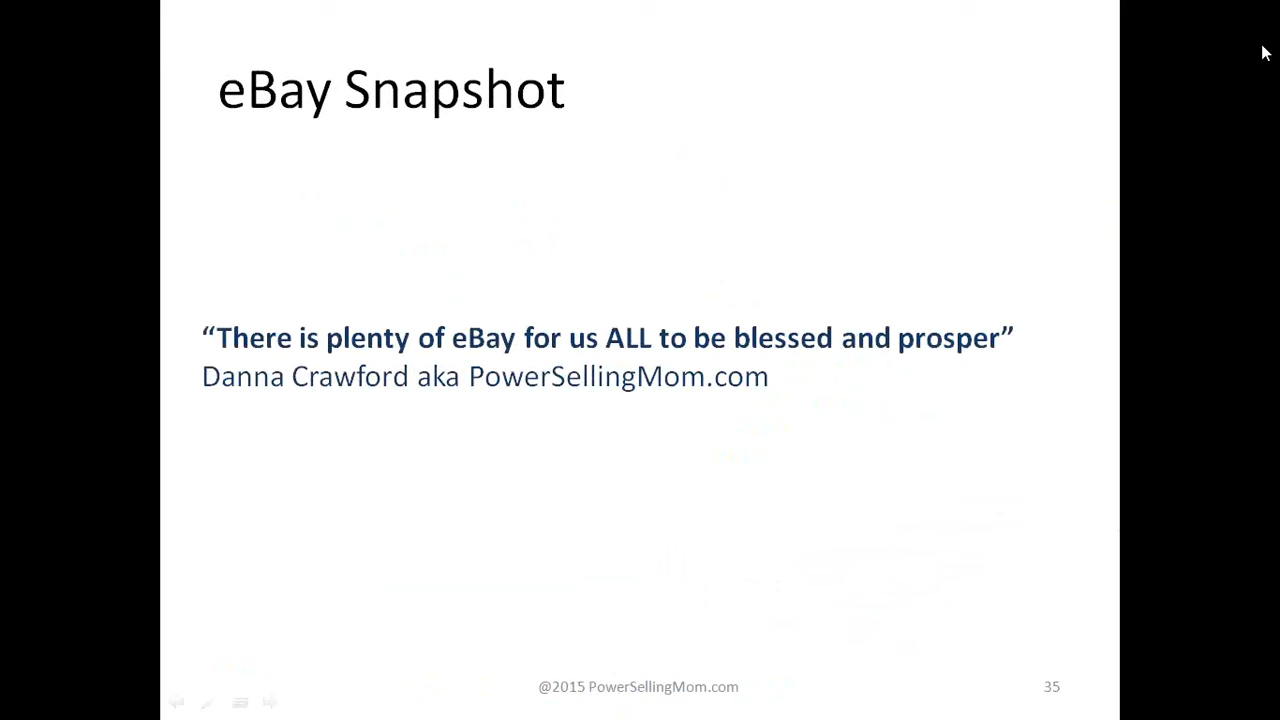 eBay Snapshot
“There is plenty of eBay for us ALL to be blessed and prosper”
Danna Crawford aka PowerSellingMom.com
@2015 PowerSellingMom.com
35